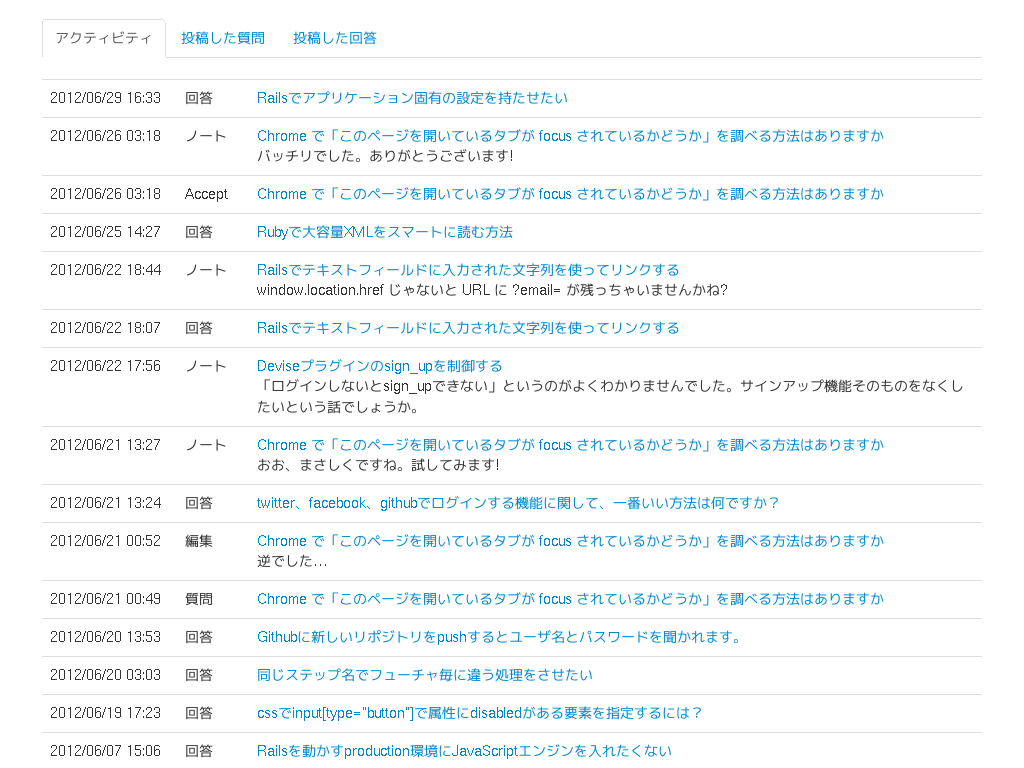 アクティビティ 投稿した質問 投稿した回答
2012/06/29 16:33 回答 Railsでアプリケーション固有の設定を持たせたい
2012/06/26 03:18 ノート Chrome で「このページを開いているタブが focus されているかどうか」を調べる方法はありますか
バッチリでした。ありがとうございます!
2012/06/26 03:18 Accept Chrome で「このページを開いているタブが focus されているかどうか」を調べる方法はありますか
2012/06/25 14:27 回答 Rubyで大容量XMLをスマートに読む方法
2012/06/22 18:44 ノート Railsでテキストフィールドに入力された文字列を使ってリンクする
window.location.href じゃないと URL に ?email= が残っちゃいませんかね?
2012/06/22 18:07 回答 Railsでテキストフィールドに入力された文字列を使ってリンクする
2012/06/22 17:56 ノート Deviseプラグインのsign_upを制御する
「ログインしないとsign_upできない」というのがよくわかりませんでした。サインアップ機能そのものをなくし
たいという話でしょうか。
2012/06/21 13:27 ノート Chrome で「このページを開いているタブが focus されているかどうか」を調べる方法はありますか
おお、まさしくですね。試してみます!
2012/06/21 13:24 回答 twitter、facebook、githubでログインする機能に関して、一番いい方法は何ですか？
2012/06/21 00:52 編集 Chrome で「このページを開いているタブが focus されているかどうか」を調べる方法はありますか
逆でした…
2012/06/21 00:49 質問 Chrome で「このページを開いているタブが focus されているかどうか」を調べる方法はありますか
2012/06/20 13:53 回答 Githubに新しいリポジトリをpushするとユーザ名とパスワードを聞かれます。
2012/06/20 03:03 回答 同じステップ名でフューチャ毎に違う処理をさせたい
2012/06/19 17:23 回答 cssでinput[type="button"]で属性にdisabledがある要素を指定するには？
2012/06/07 15:06 回答 Railsを動かすproduction環境にJavaScriptエンジンを入れたくない